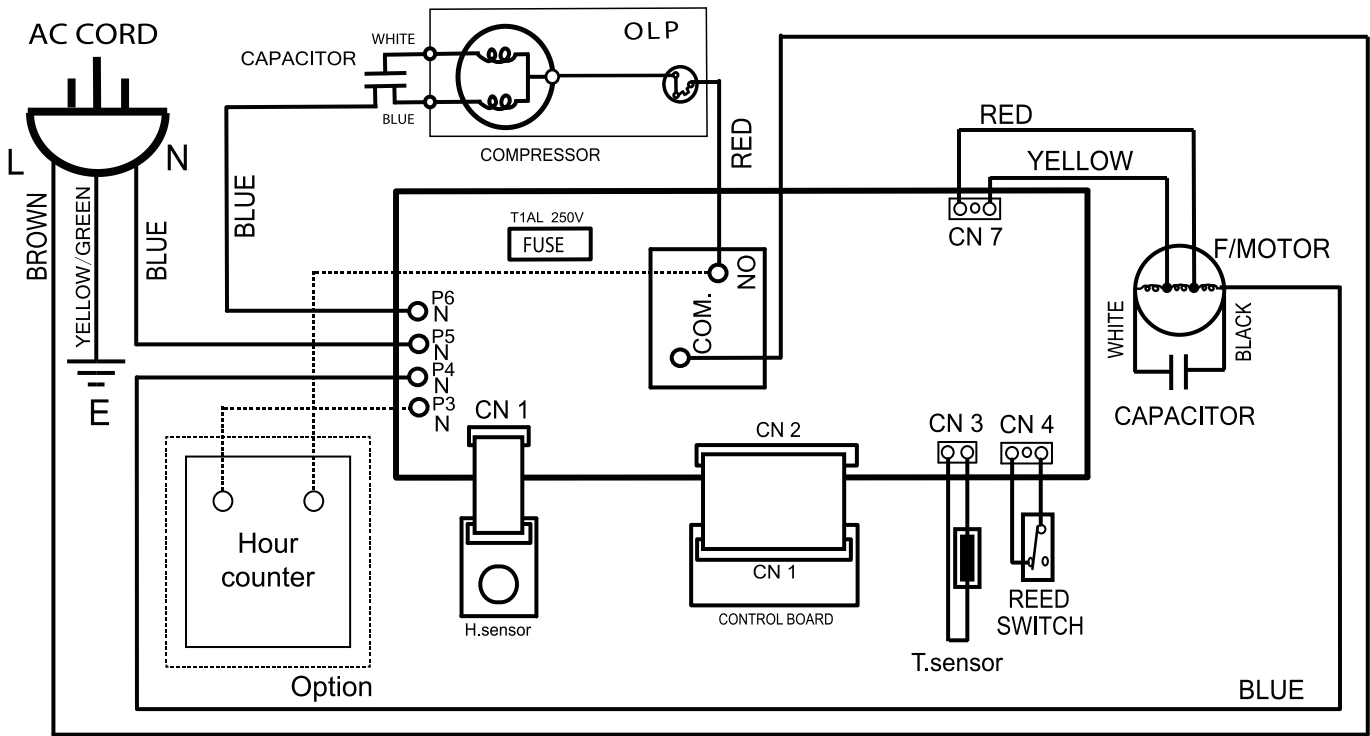 AC CORD
L
N
BROWN
YELLOW/GREEN
BLUE
E
CAPACITOR
WHITE
BLUE
OLP
COMPRESSOR
BLUE
RED
T1AL 250V
FUSE
NO
COM.
P6
N
P5
N
P4
N
P3
N
RED
YELLOW
CN 7
F/MOTOR
WHITE
BLACK
CAPACITOR
CN 1
H.sensor
CN 2
CN 1
CONTROL BOARD
CN 3
CN 4
T.sensor
REED
SWITCH
Hour
counter
Option
BLUE